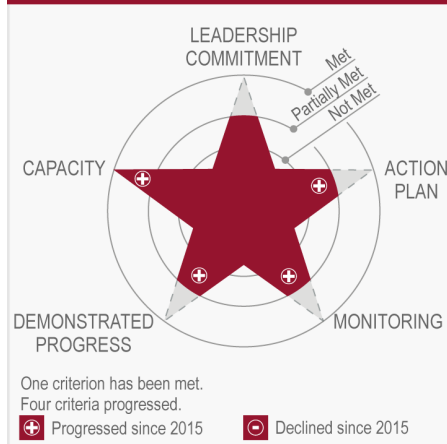 LEADERSHIP
COMMITMENT
Met
Partially Met
Not Met
CAPACITY
ACTION
PLAN
DEMONSTRATED
PROGRESS
MONITORING
One criterion has been met.
Four criteria progressed.
Progressed since 2015
Declined since 2015